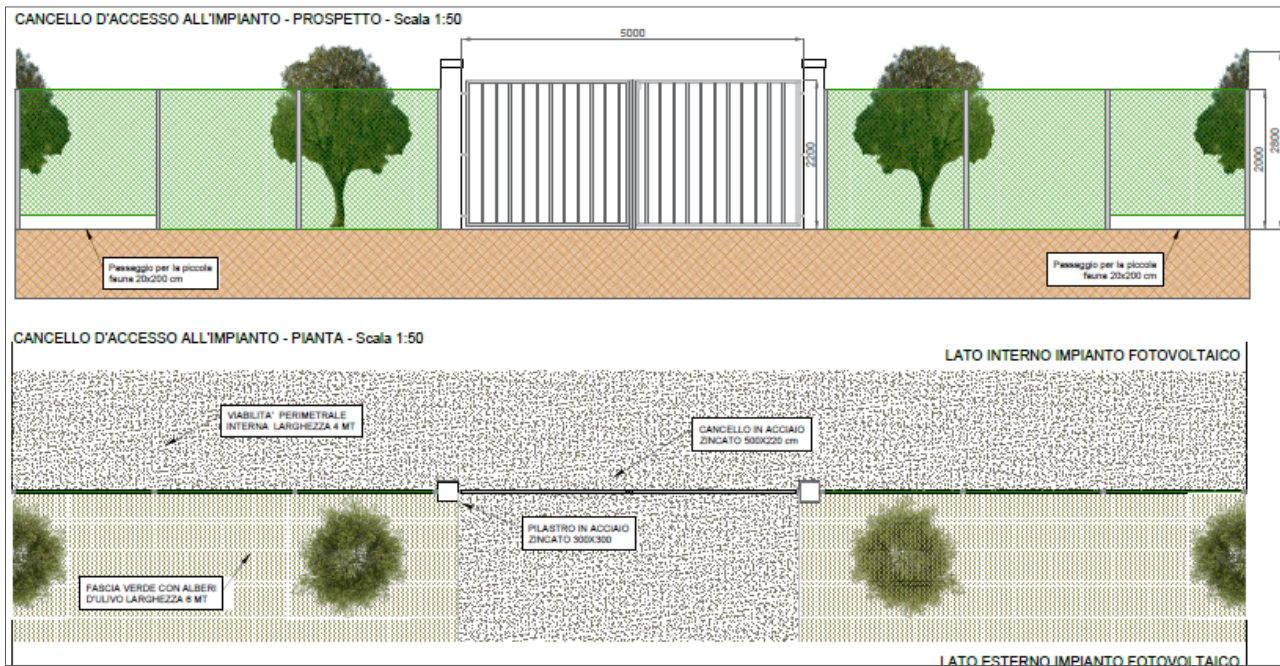 CANCELLO D'ACCESSO ALL'IMPIANTO - PROSPETTO - Scala 1:50
5000
2200
2000
2800
Passaggio per la piccola
fauna 20x200 cm
Passaggio per la piccola
fauna 20x200 cm
CANCELLO D'ACCESSO ALL'IMPIANTO - PIANTA - Scala 1:50
LATO INTERNO IMPIANTO FOTOVOLTAICO
VIABILITA' PERIMETRALE
INTERNA LARGHEZZA 4 MT
CANCELLO IN ACCIAIO
ZINCATO 500X220 cm
PILASTRO IN ACCIAIO
ZINCATO 300X300
FASCIA VERDE CON ALBERI
D'ULIVO LARGHEZZA 6 MT
LATO ESTERNO IMPIANTO FOTOVOLTAICO